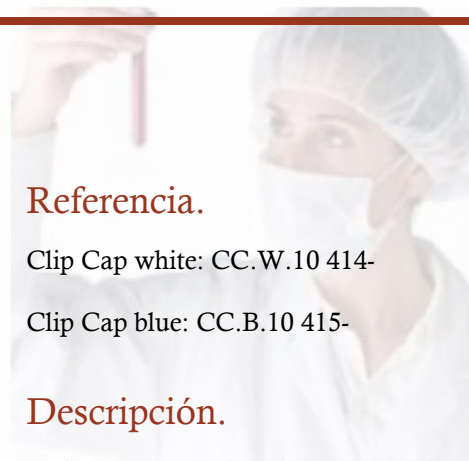 Referencia.
Clip Cap white: CC.W.10 414-
Clip Cap blue: CC.B.10 415-
Descripción.